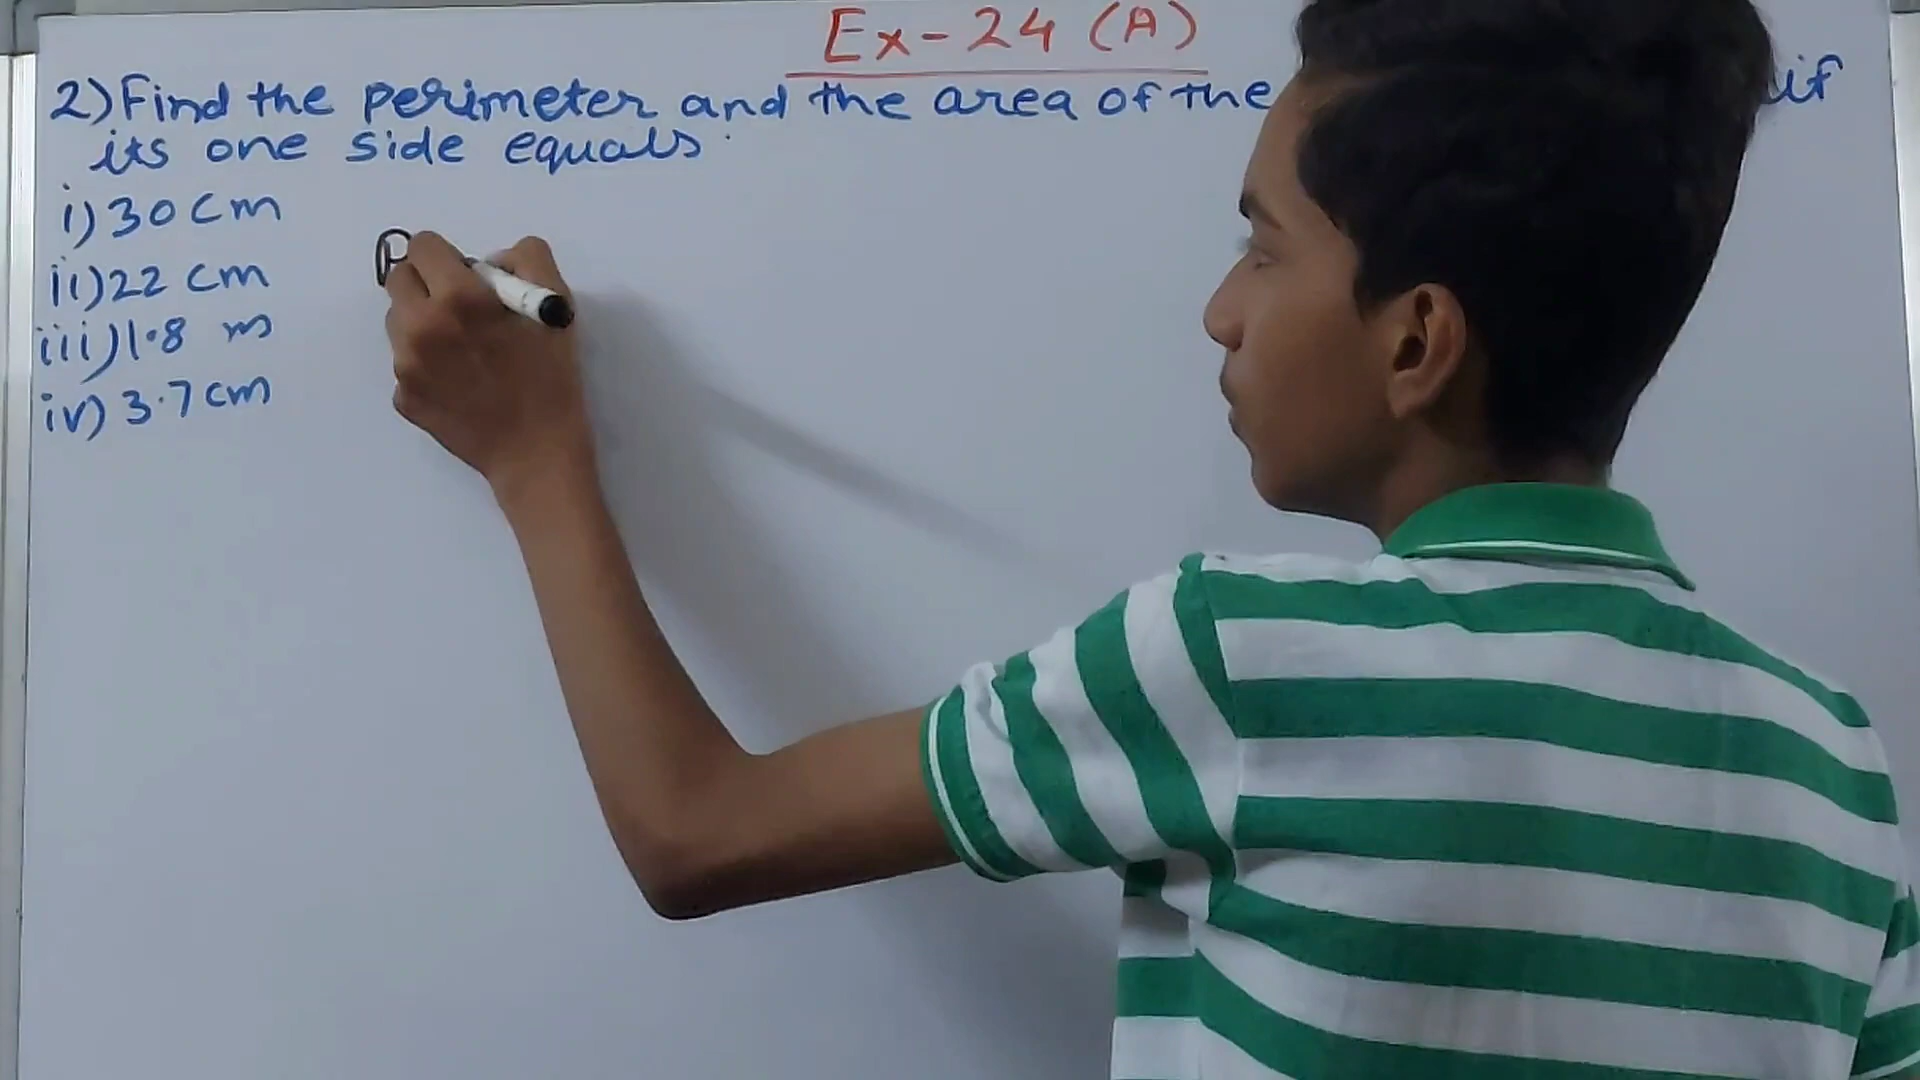 Ex-24 (A)
2) Find the perimeter and the area of the if
its one side equals
i) 30 cm
ii) 22 cm
iii) 1.8 m
iv) 3.7 cm
P